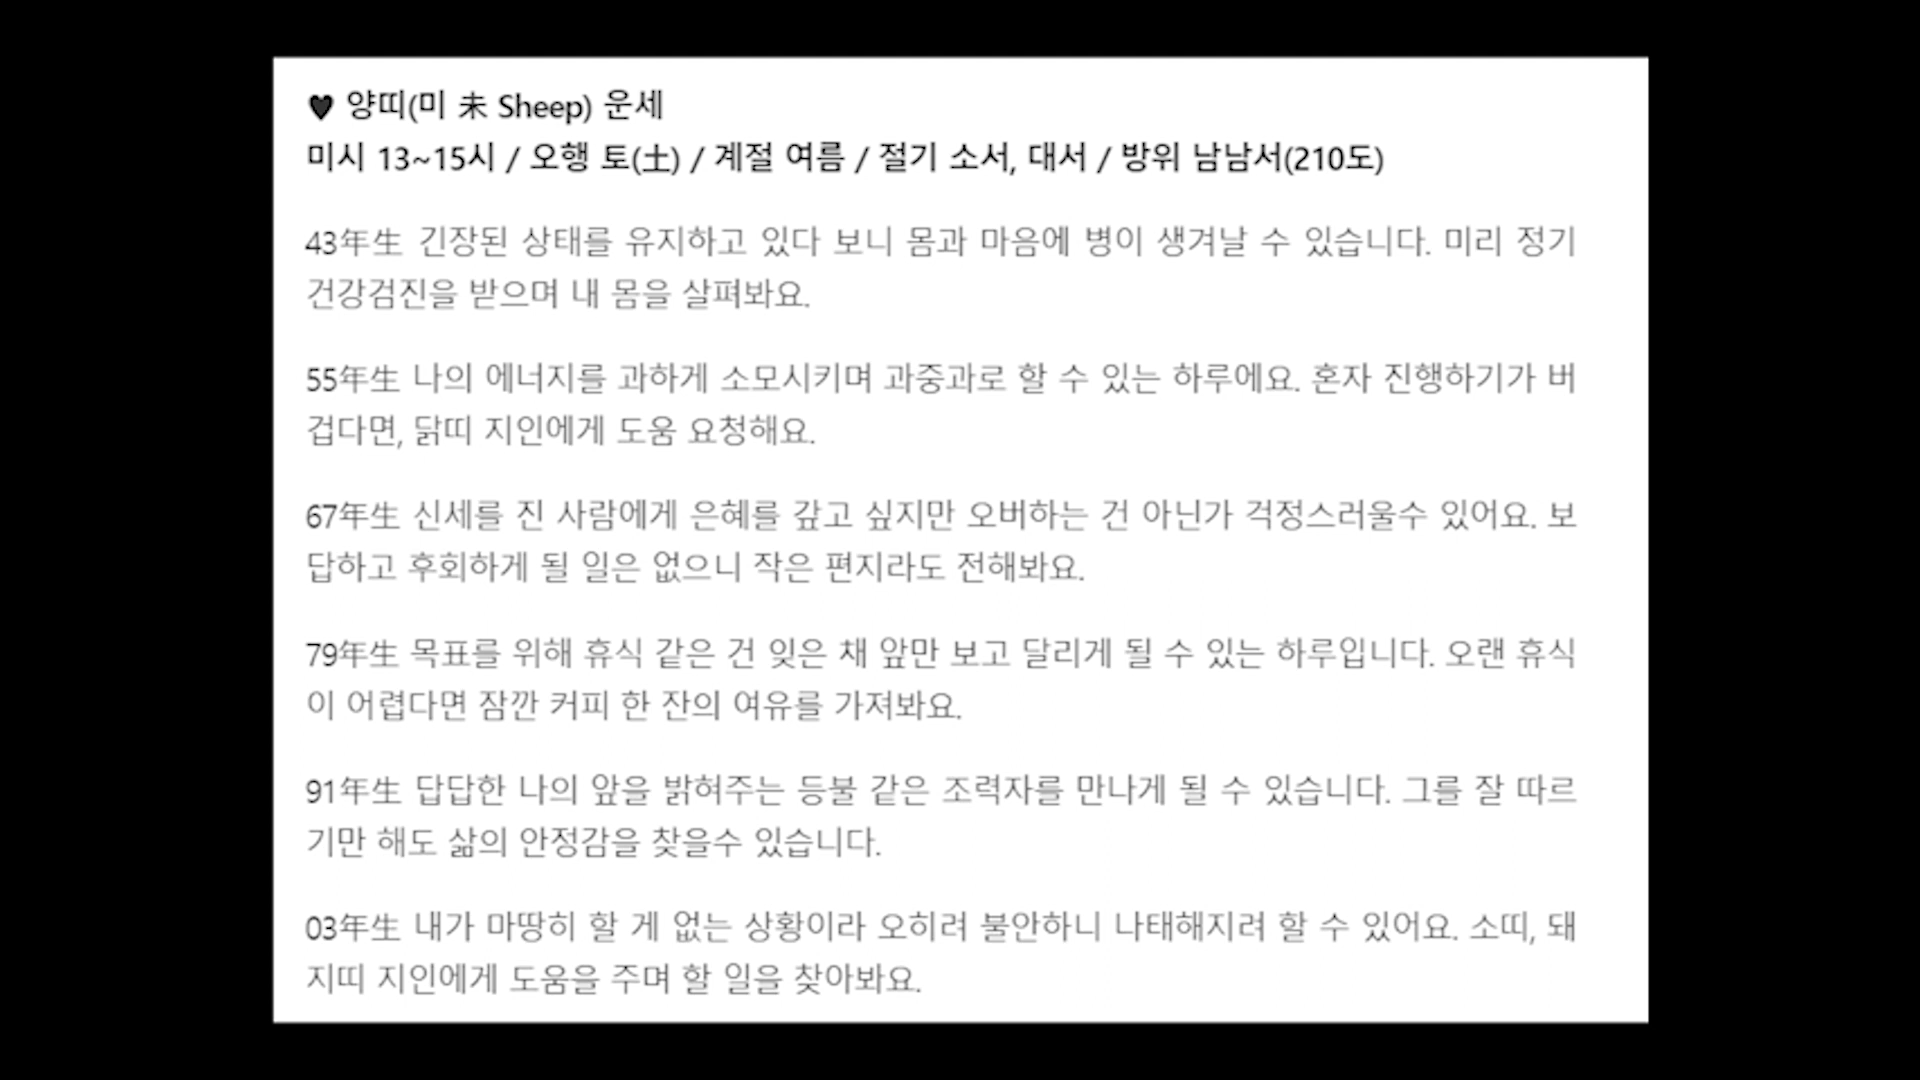 ♥ 양띠(미 未 Sheep) 운세
미시 13~15시 / 오행 토(土) / 계절 여름 / 절기 소서, 대서 / 방위 남남서(210도)
43年生 긴장된 상태를 유지하고 있다 보니 몸과 마음에 병이 생겨날 수 있습니다. 미리 정기
건강검진을 받으며 내 몸을 살펴봐요.
55年生 나의 에너지를 과하게 소모시키며 과중과로 할 수 있는 하루에요. 혼자 진행하기가 버
겁다면, 닭띠 지인에게 도움 요청해요.
67年生 신세를 진 사람에게 은혜를 갚고 싶지만 오버하는 건 아닌가 걱정스러울수 있어요. 보
답하고 후회하게 될 일은 없으니 작은 편지라도 전해봐요.
79年生 목표를 위해 휴식 같은 건 잊은 채 앞만 보고 달리게 될 수 있는 하루입니다. 오랜 휴식
이 어렵다면 잠깐 커피 한 잔의 여유를 가져봐요.
91年生 답답한 나의 앞을 밝혀주는 등불 같은 조력자를 만나게 될 수 있습니다. 그를 잘 따르
기만 해도 삶의 안정감을 찾을수 있습니다.
03年生 내가 마땅히 할 게 없는 상황이라 오히려 불안하니 나태해지려 할 수 있어요. 소띠, 돼
지띠 지인에게 도움을 주며 할 일을 찾아봐요.